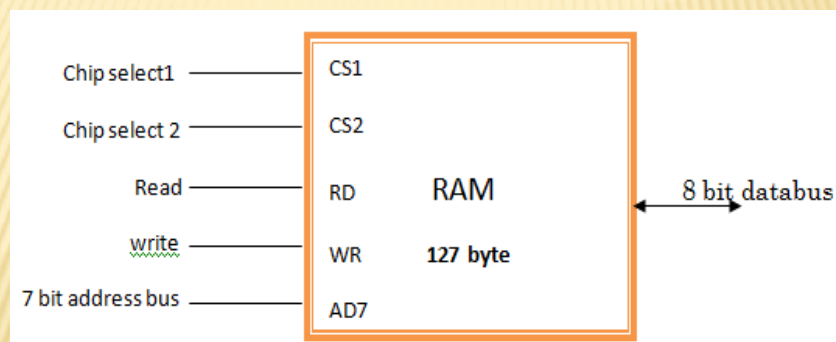 Chip select1
CS1
Chip select 2
CS2
Read
RD
RAM
8 bit databus
write
WR
127 byte
7 bit address bus
AD7